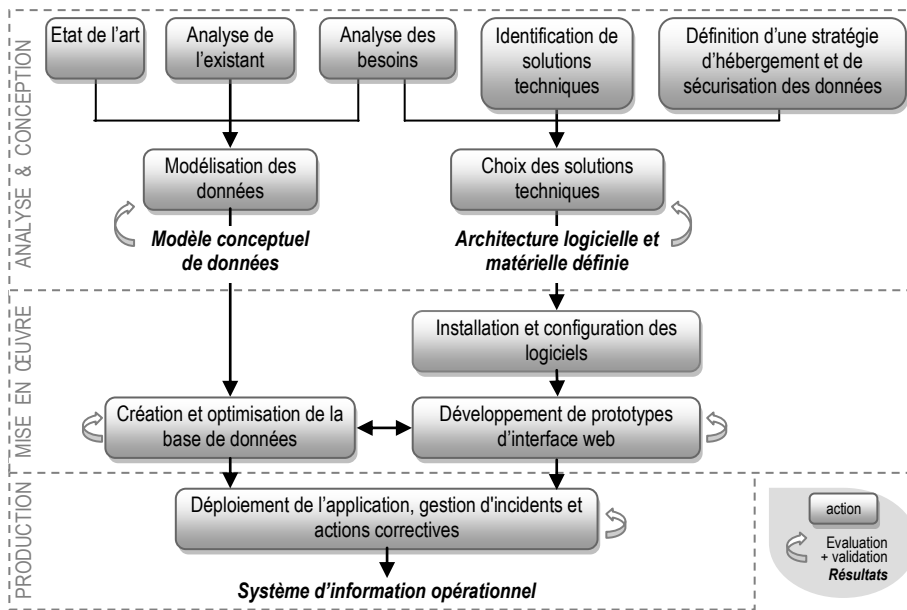 ANALYSE & CONCEPTION
Etat de l’art
Analyse de
l’existant
Analyse des
besoins
Identification de
solutions
techniques
Définition d’une stratégie
d’hébergement et de
sécurisation des données
Modélisation des
données
Choix des solutions
techniques
Modèle conceptuel
de données
Architecture logicielle et
matérielle définie
MISE EN ŒUVRE
Installation et configuration des
logiciels
Création et optimisation de la
base de données
Développement de prototypes
d’interface web
PRODUCTION
Déploiement de l’application, gestion d'incidents et
actions correctives
Système d’information opérationnel
action
Evaluation
+ validation
Résultats